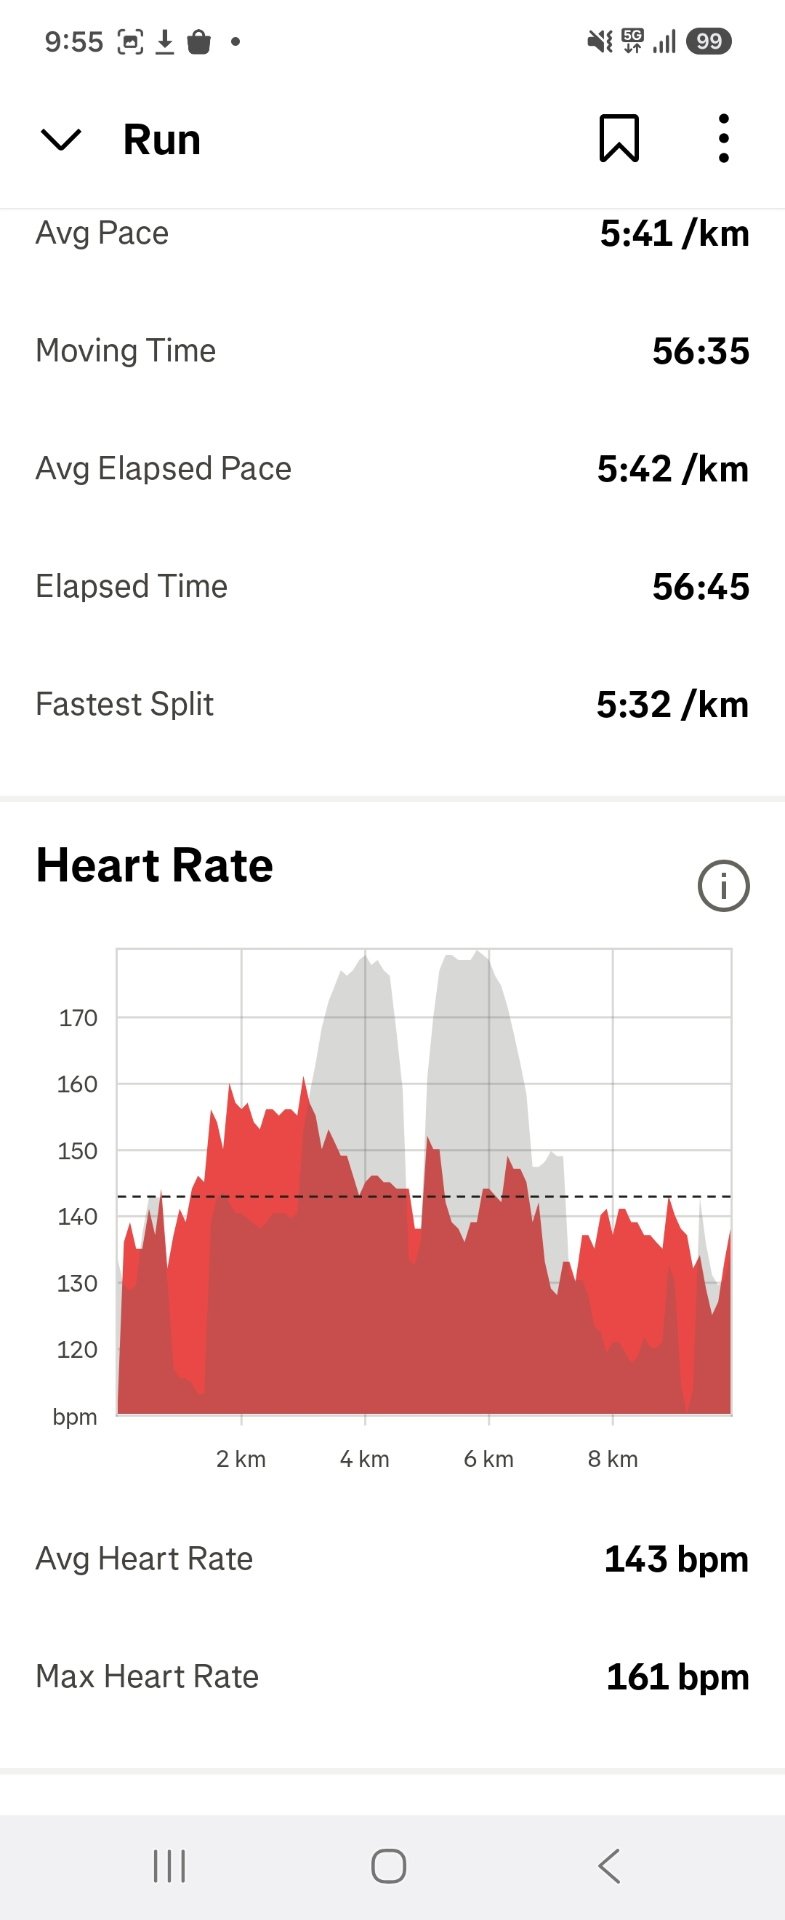 9:55 5G 99
Run
Avg Pace 5:41 /km
Moving Time 56:35
Avg Elapsed Pace 5:42 /km
Elapsed Time 56:45
Fastest Split 5:32 /km
Heart Rate i
170
160
150
140
130
120
bpm
2 km 4 km 6 km 8 km
Avg Heart Rate 143 bpm
Max Heart Rate 161 bpm